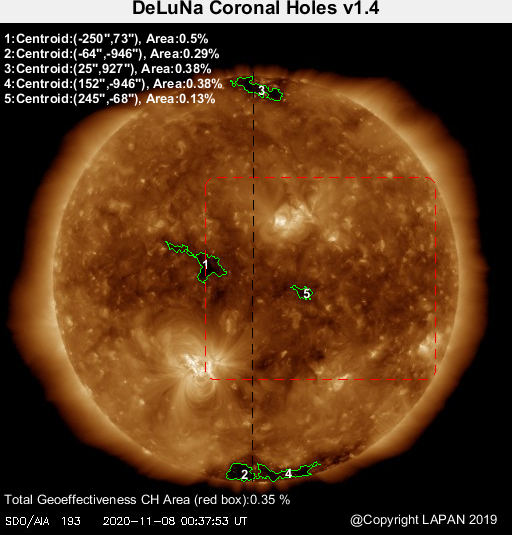 DeLuNa Coronal Holes v1.4
1:Centroid:(-250",73"), Area:0.5%
2:Centroid:(-64",-946"), Area:0.29%
3:Centroid:(25",927"), Area:0.38%
4:Centroid:(152",-946"), Area:0.38%
5:Centroid:(245",-68"), Area:0.13%
3
1
5
2
4
Total Geoeffectiveness CH Area (red box):0.35 %
SDO/AIA 193 2020-11-08 00:37:53 UT
@Copyright LAPAN 2019